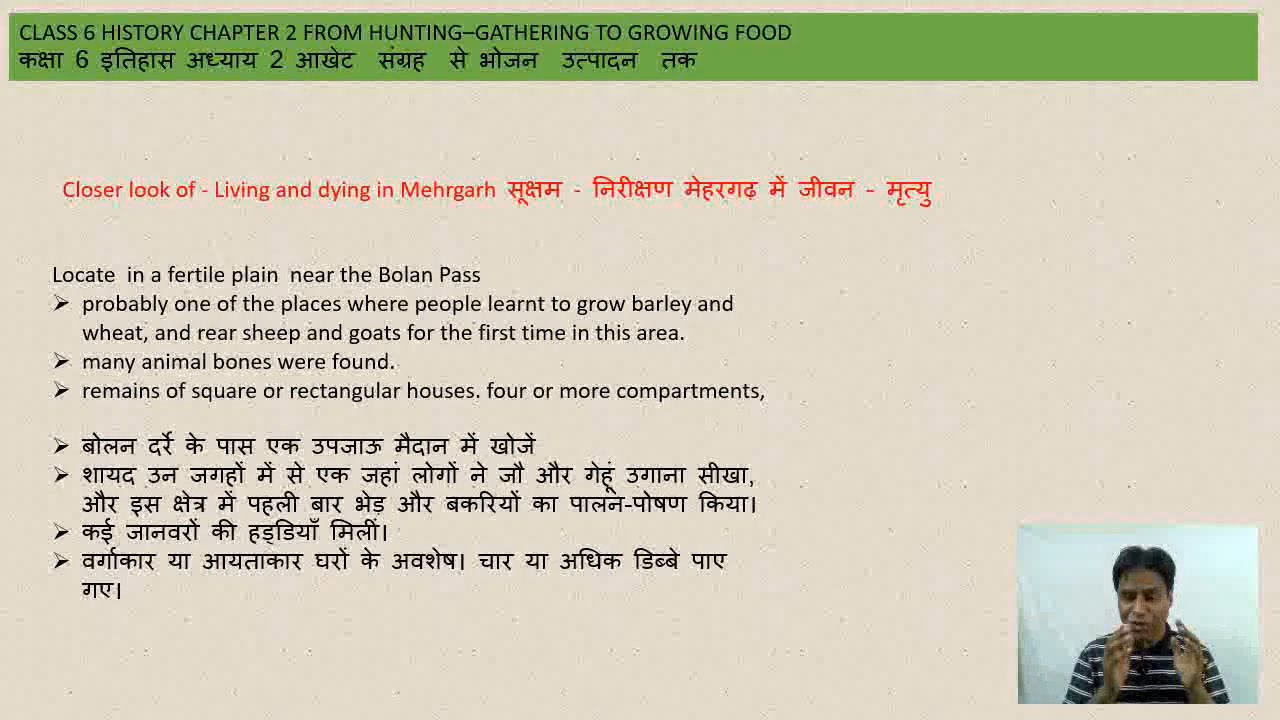 CLASS 6 HISTORY CHAPTER 2 FROM HUNTING–GATHERING TO GROWING FOOD
कक्षा 6 इतिहास अध्याय 2 आखेट संग्रह से भोजन उत्पादन तक
Closer look of - Living and dying in Mehrgarh सूक्षम - निरीक्षण मेहरगढ़ में जीवन - मृत्यु
Locate in a fertile plain near the Bolan Pass
➢ probably one of the places where people learnt to grow barley and
wheat, and rear sheep and goats for the first time in this area.
➢ many animal bones were found.
➢ remains of square or rectangular houses. four or more compartments,
➢ बोलन दर्रे के पास एक उपजाऊ मैदान में खोजें
➢ शायद उन जगहों में से एक जहां लोगों ने जौ और गेहूं उगाना सीखा,
और इस क्षेत्र में पहली बार भेड़ और बकरियों का पालन-पोषण किया।
➢ कई जानवरों की हड्डियाँ मिलीं।
➢ वर्गाकार या आयताकार घरों के अवशेष। चार या अधिक डिब्बे पाए
गए।